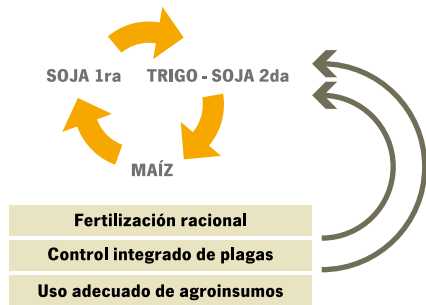 SOJA 1ra TRIGO - SOJA 2da
MAÍZ
Fertilización racional
Control integrado de plagas
Uso adecuado de agroinsumos